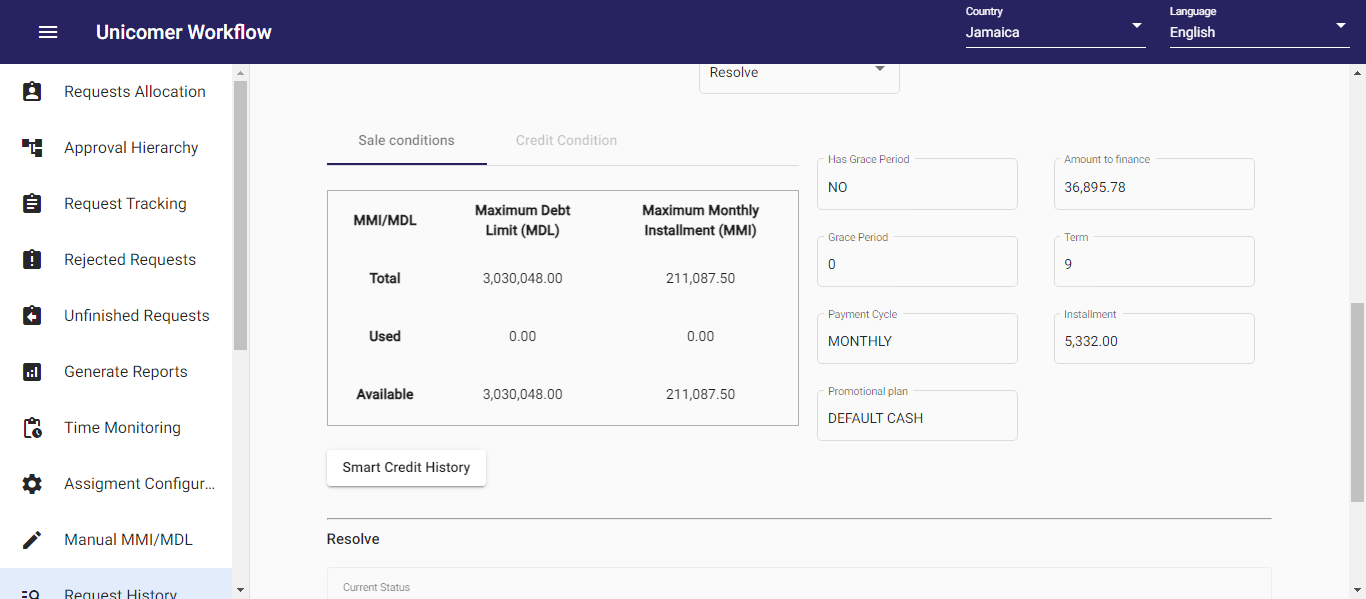 Unicomer Workflow
Country
Jamaica
Language
English
Requests Allocation
Approval Hierarchy
Request Tracking
Rejected Requests
Unfinished Requests
Generate Reports
Time Monitoring
Assigment Configur...
Manual MMI/MDL
Request History
Resolve
Sale conditions
Credit Condition
MMI/MDL
Maximum Debt
Limit (MDL)
Maximum Monthly
Installment (MMI)
Total 3,030,048.00 211,087.50
Used 0.00 0.00
Available 3,030,048.00 211,087.50
Smart Credit History
Has Grace Period
NO
Amount to finance
36,895.78
Grace Period
0
Term
9
Payment Cycle
MONTHLY
Installment
5,332.00
Promotional plan
DEFAULT CASH
Resolve
Current Status